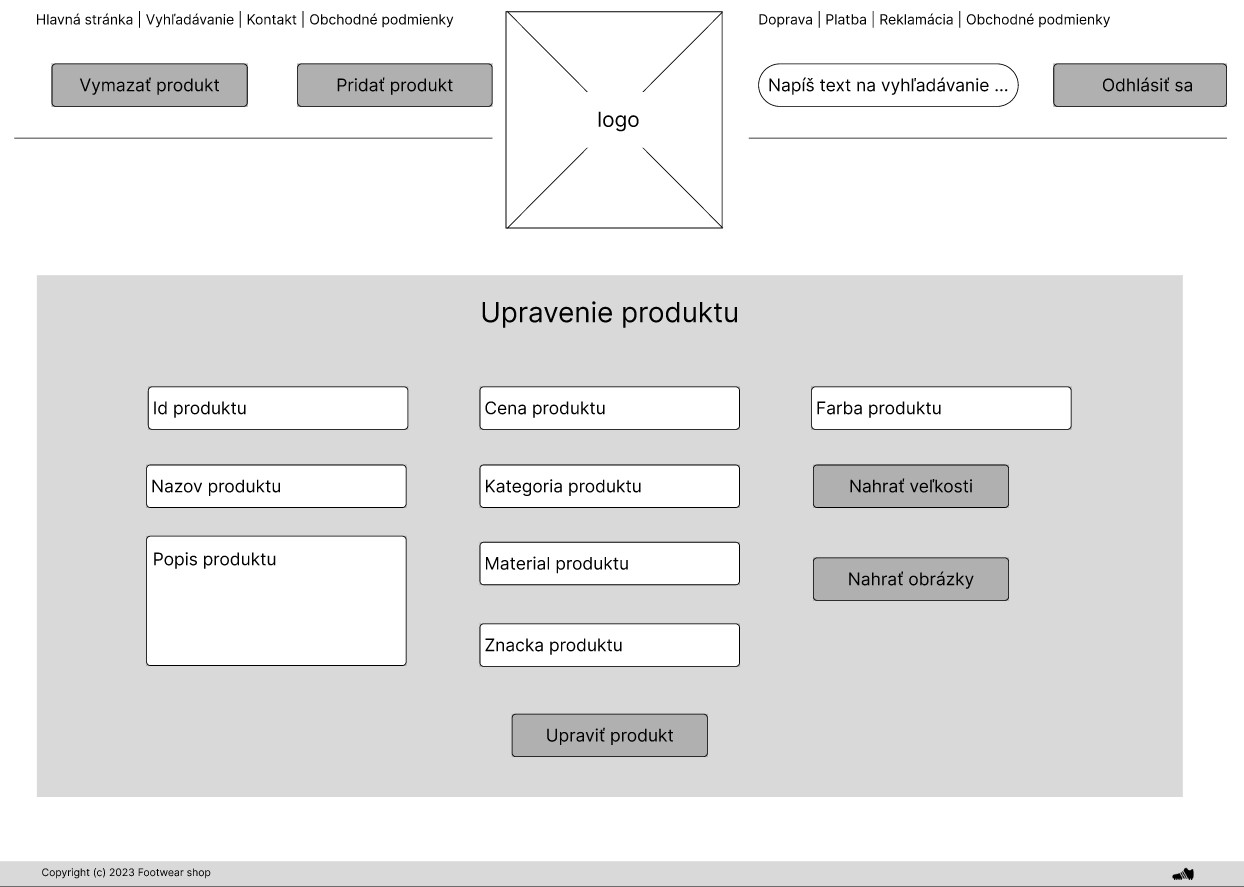 Hlavná stránka | Vyhľadávanie | Kontakt | Obchodné podmienky
Doprava | Platba | Reklamácia | Obchodné podmienky
Vymazať produkt
Pridať produkt
logo
Napíš text na vyhľadávanie ...
Odhlásiť sa
Upravenie produktu
Id produktu
Cena produktu
Farba produktu
Nazov produktu
Kategoria produktu
Nahrať veľkosti
Popis produktu
Material produktu
Nahrať obrázky
Znacka produktu
Upraviť produkt
Copyright (c) 2023 Footwear shop